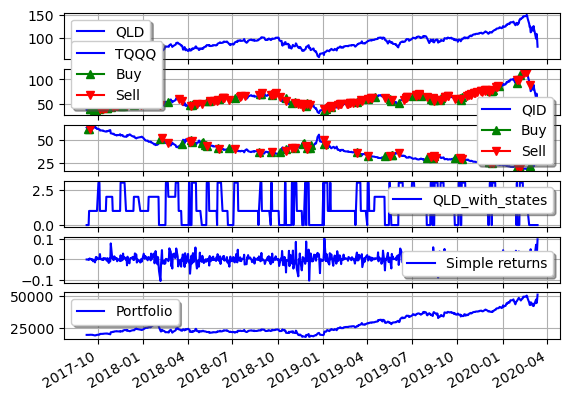 150
QLD
100
TQQQ
100
Buy
Sell
50
QID
50
Buy
Sell
25
2.5
QLD_with_states
0.0
0.1
0.0
Simple returns
−0.1
50000
Portfolio
25000
2017-10 2018-01 2018-04 2018-07 2018-10 2019-01 2019-04 2019-07 2019-10 2020-01 2020-04